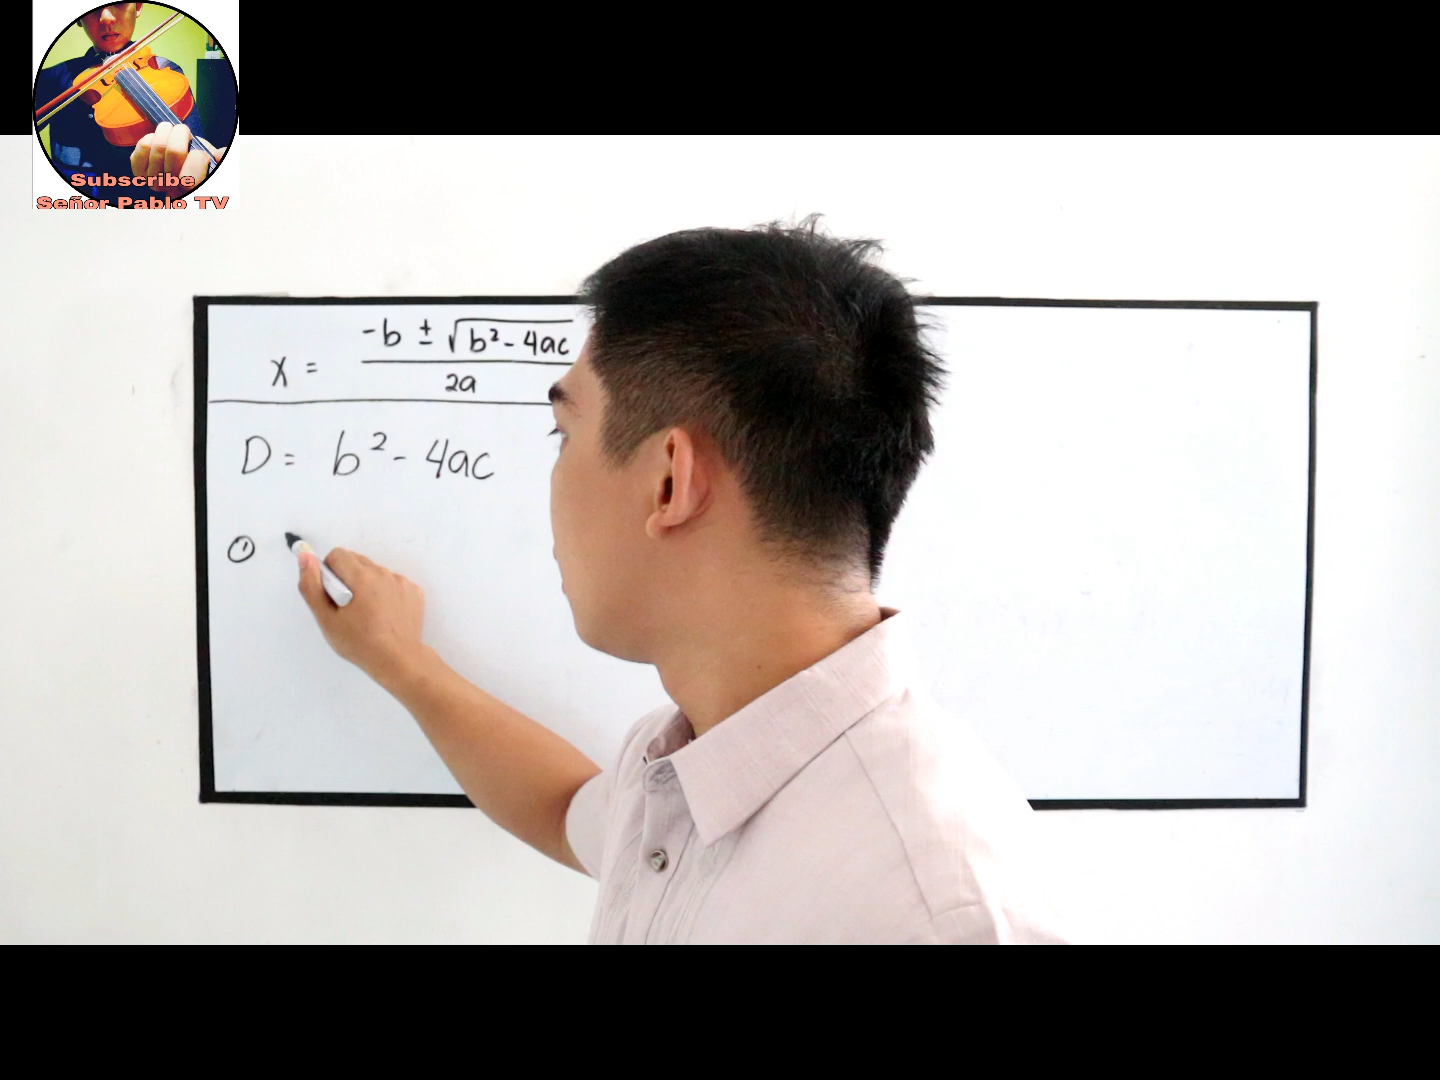 Subscribe
Señor Pablo TV
x = -b ± √b² - 4ac
2a
D = b² - 4ac
①